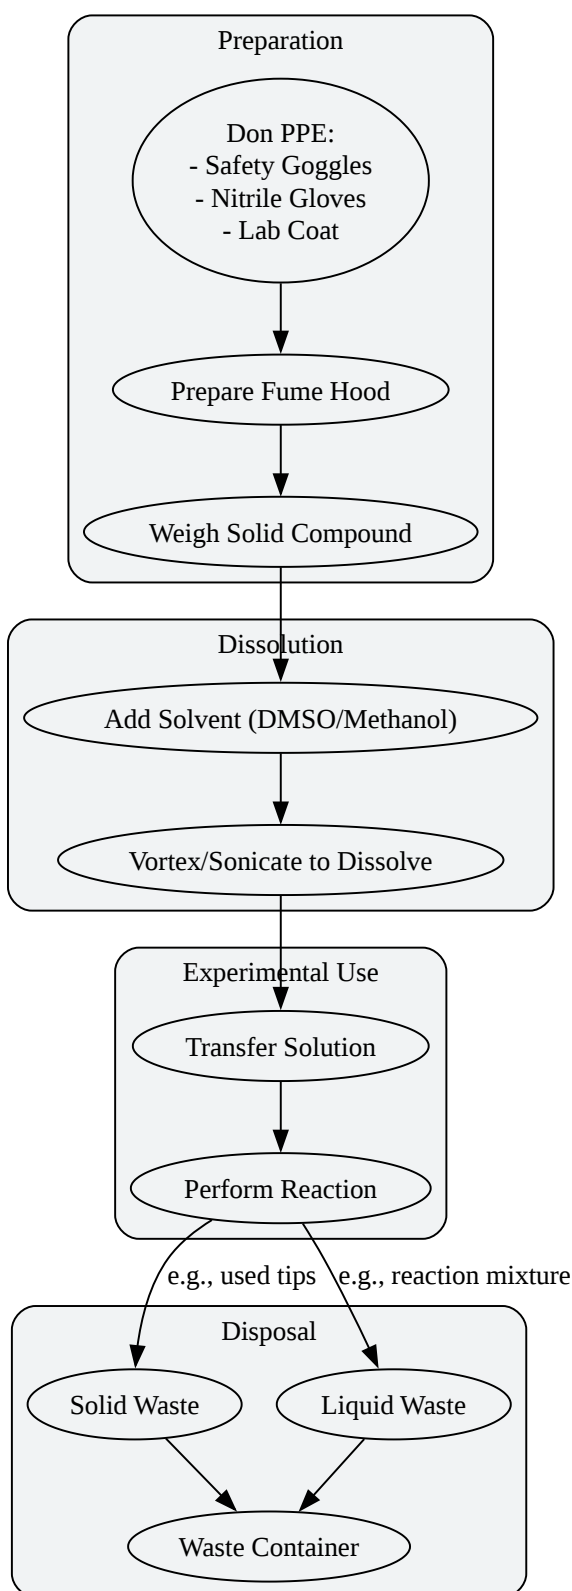 Preparation
Don PPE:
- Safety Goggles
- Nitrile Gloves
- Lab Coat
Prepare Fume Hood
Weigh Solid Compound
Dissolution
Add Solvent (DMSO/Methanol)
Vortex/Sonicate to Dissolve
Experimental Use
Transfer Solution
Perform Reaction
e.g., used tips
e.g., reaction mixture
Disposal
Solid Waste
Liquid Waste
Waste Container